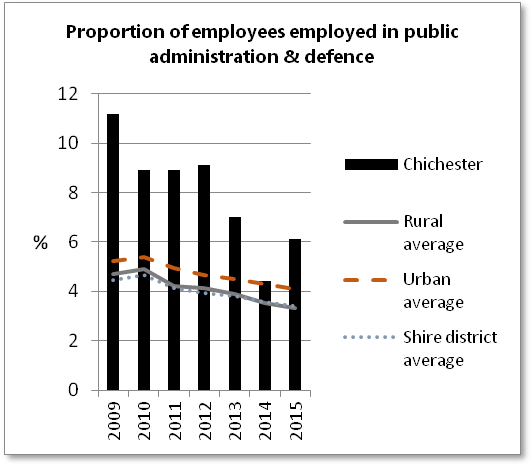 Proportion of employees employed in public
administration & defence
12
10
8
6
4
2
0
%
2009
2010
2011
2012
2013
2014
2015
Chichester
Rural
average
Urban
average
Shire district
average